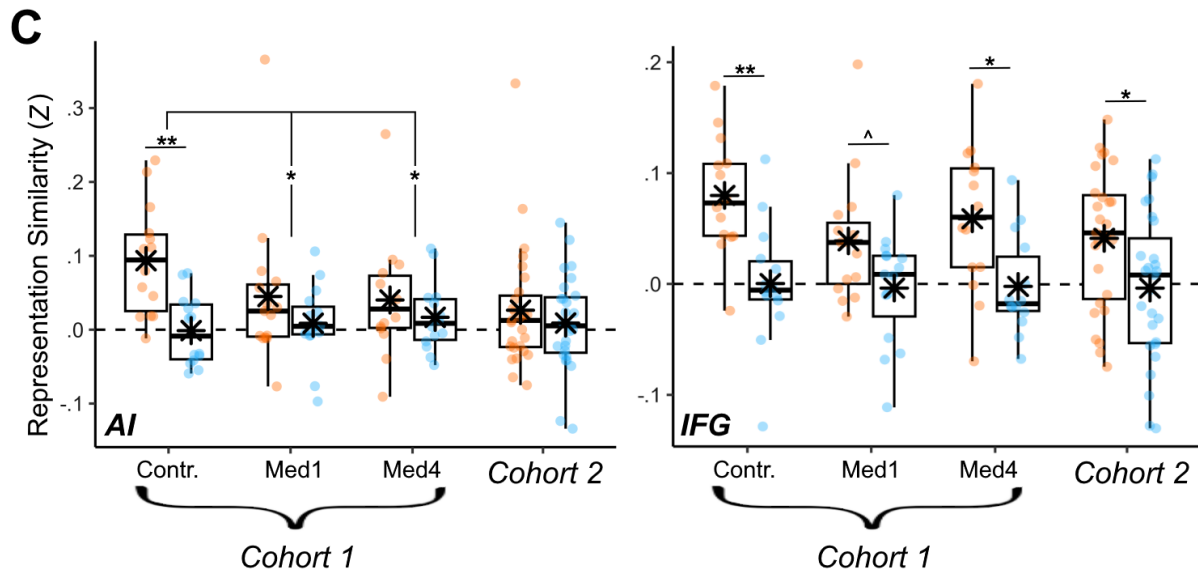 C
Representation Similarity (Z)
.3
.2
.1
.0
-.1
**
*
*
AI
Contr.
Med1
Med4
Cohort 2
Cohort 1
.2
.1
.0
-.1
**
^
*
*
IFG
Contr.
Med1
Med4
Cohort 2
Cohort 1